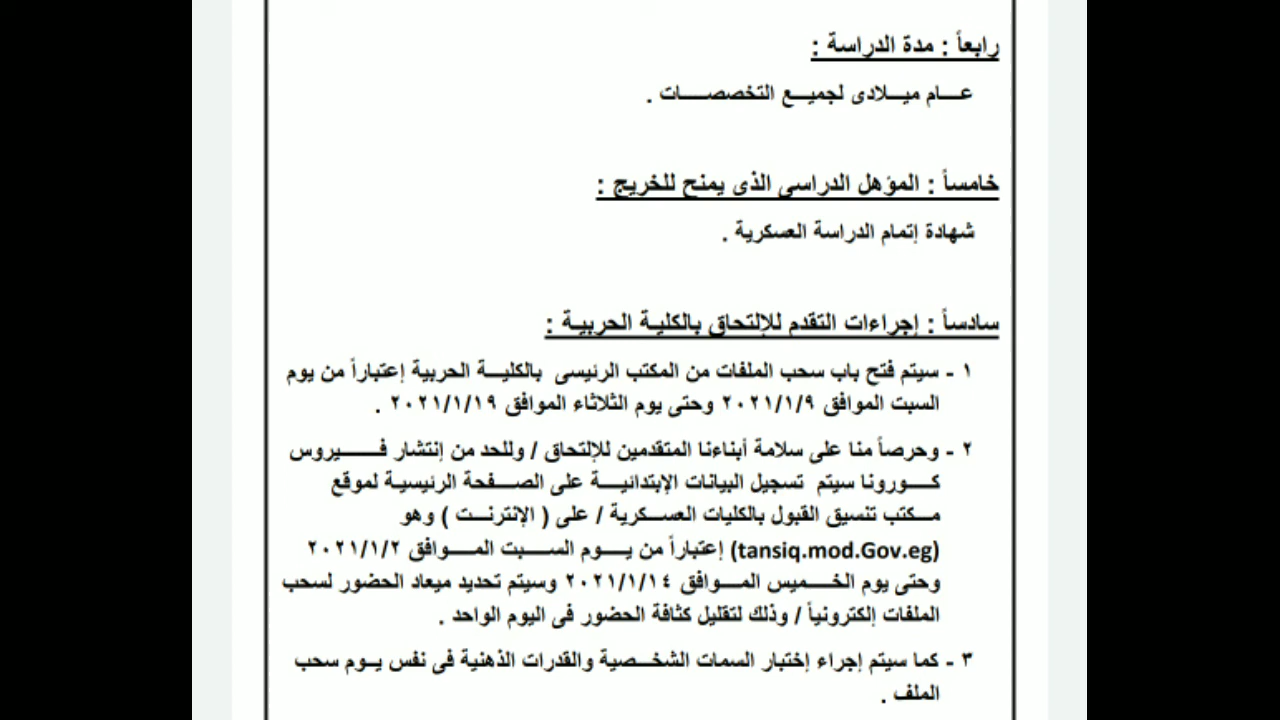 رابعاً : مدة الدراسة :
عـــام ميـــلادى لجميـــع التخصصـــات .
خامساً : المؤهل الدراسى الذى يمنح للخريج :
شهادة إتمام الدراسة العسكرية .
سادساً : إجراءات التقدم للإلتحاق بالكلية الحربية :
١ - سيتم فتح باب سحب الملفات من المكتب الرئيسى بالكليـــة الحربية إعتباراً من يوم
السبت الموافق ٢٠٢١/١/٩ وحتى يوم الثلاثاء الموافق ٢٠٢١/١/١٩ .
٢ - وحرصاً منا على سلامة أبناءنا المتقدمين للإلتحاق / وللحد من إنتشار فـــــيروس
كـــورونا سيتم تسجيل البيانات الإبتدائيـــة على الصـــفحة الرئيسية لموقع
مـــكتب تنسيق القبول بالكليات العسـكرية / على ( الإنترنـــت ) وهو
(tansiq.mod.Gov.eg) إعتباراً من يـــوم الســـبت المـــوافق ٢٠٢١/١/٢
وحتى يوم الخـــميس المـــوافق ٢٠٢١/١/١٤ وسيتم تحديد ميعاد الحضور لسحب
الملفات إلكترونياً / وذلك لتقليل كثافة الحضور فى اليوم الواحد .
٣ - كما سيتم إجراء إختبار السمات الشخـــصية والقدرات الذهنية فى نفس يـــوم سحب
الملف .